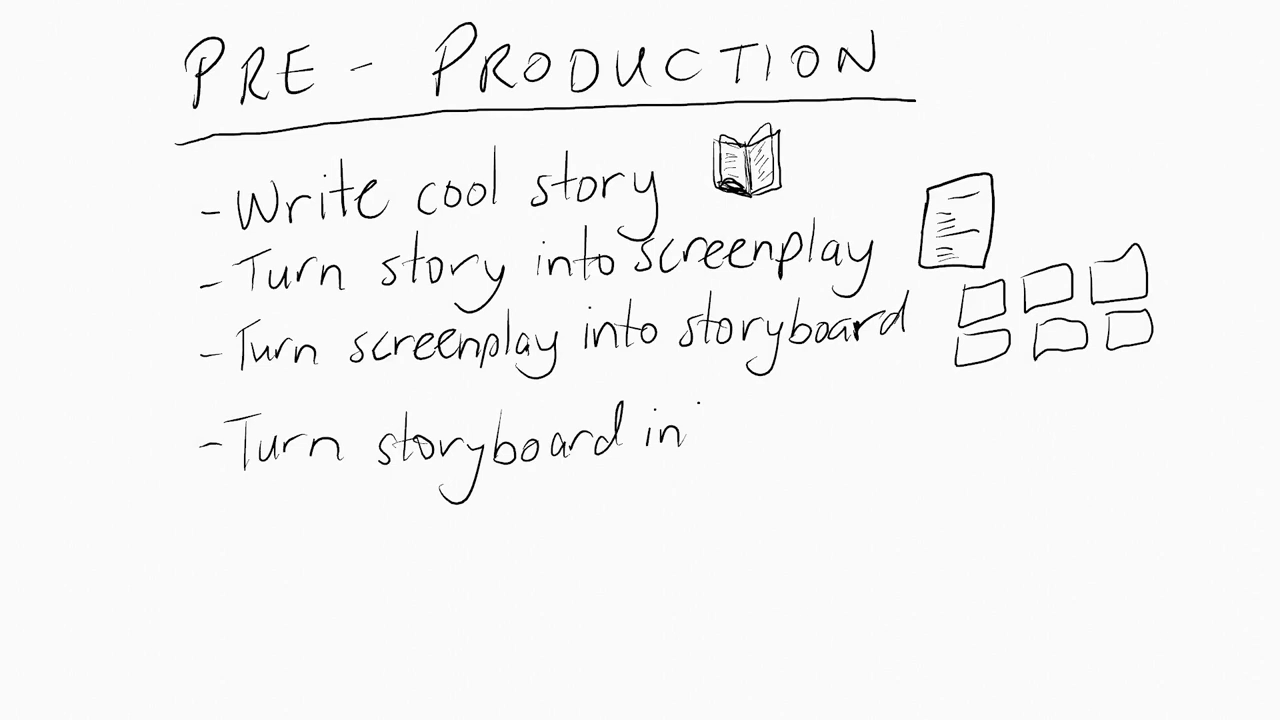 PRE - PRODUCTION
- Write cool story
- Turn story into screenplay
- Turn screenplay into storyboard
- Turn storyboard in